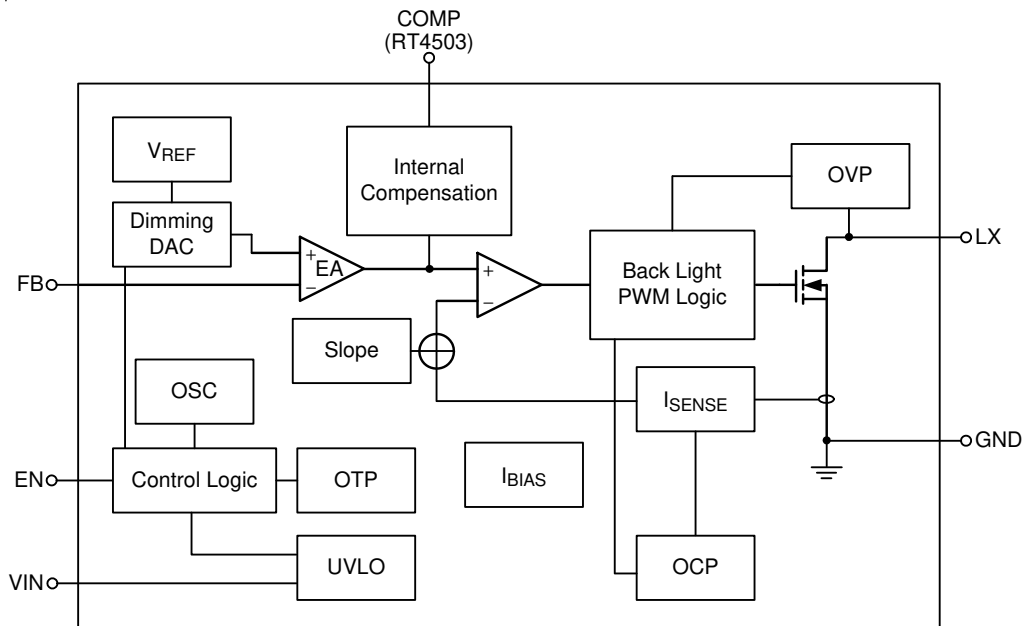 COMP
(RT4503)
VREF
Internal
Compensation
OVP
Dimming
DAC
LX
+
EA
−
+
−
Back Light
PWM Logic
FB
Slope
OSC
ISENSE
GND
EN
Control Logic
OTP
IBIAS
UVLO
OCP
VIN